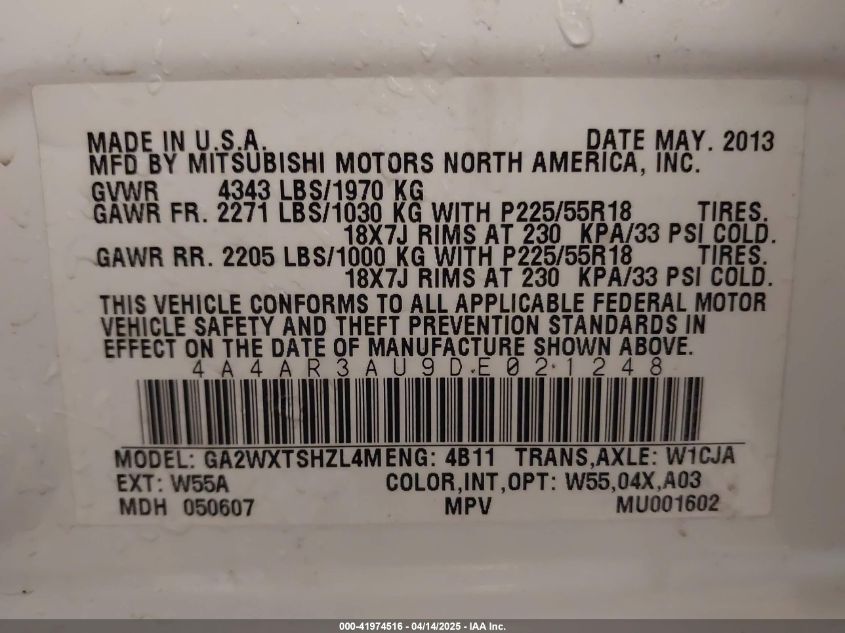 MADE IN U.S.A. DATE MAY. 2013
MFD BY MITSUBISHI MOTORS NORTH AMERICA, INC.
GVWR 4343 LBS/1970 KG
GAWR FR. 2271 LBS/1030 KG WITH P225/55R18 TIRES.
18X7J RIMS AT 230 KPA/33 PSI COLD.
GAWR RR. 2205 LBS/1000 KG WITH P225/55R18 TIRES.
18X7J RIMS AT 230 KPA/33 PSI COLD.
THIS VEHICLE CONFORMS TO ALL APPLICABLE FEDERAL MOTOR
VEHICLE SAFETY AND THEFT PREVENTION STANDARDS IN
EFFECT ON THE DATE OF MANUFACTURE SHOWN ABOVE.
4A4AR3AU9DE021248
MODEL: GA2WXTSHZL4M ENG: 4B11 TRANS,AXLE: W1CJA
EXT: W55A COLOR,INT,OPT: W55,04X,A03
MDH 050607 MPV MU001602
000-41974516 - 04/14/2025 - IAA Inc.